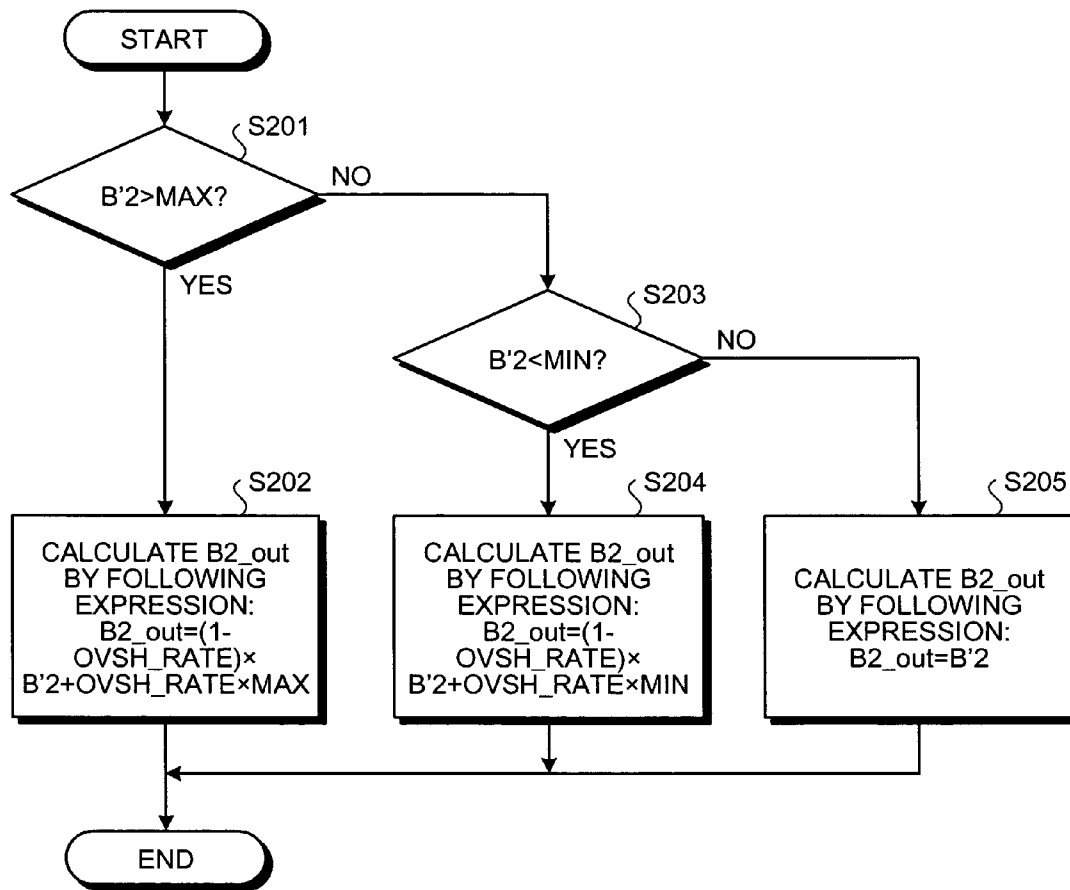 START
S201
B'2>MAX?
NO
YES
S203
B'2<MIN?
NO
YES
S202
CALCULATE B2_out
BY FOLLOWING
EXPRESSION:
B2_out=(1-
OVSH_RATE)×
B'2+OVSH_RATE×MAX
S204
CALCULATE B2_out
BY FOLLOWING
EXPRESSION:
B2_out=(1-
OVSH_RATE)×
B'2+OVSH_RATE×MIN
S205
CALCULATE B2_out
BY FOLLOWING
EXPRESSION:
B2_out=B'2
END